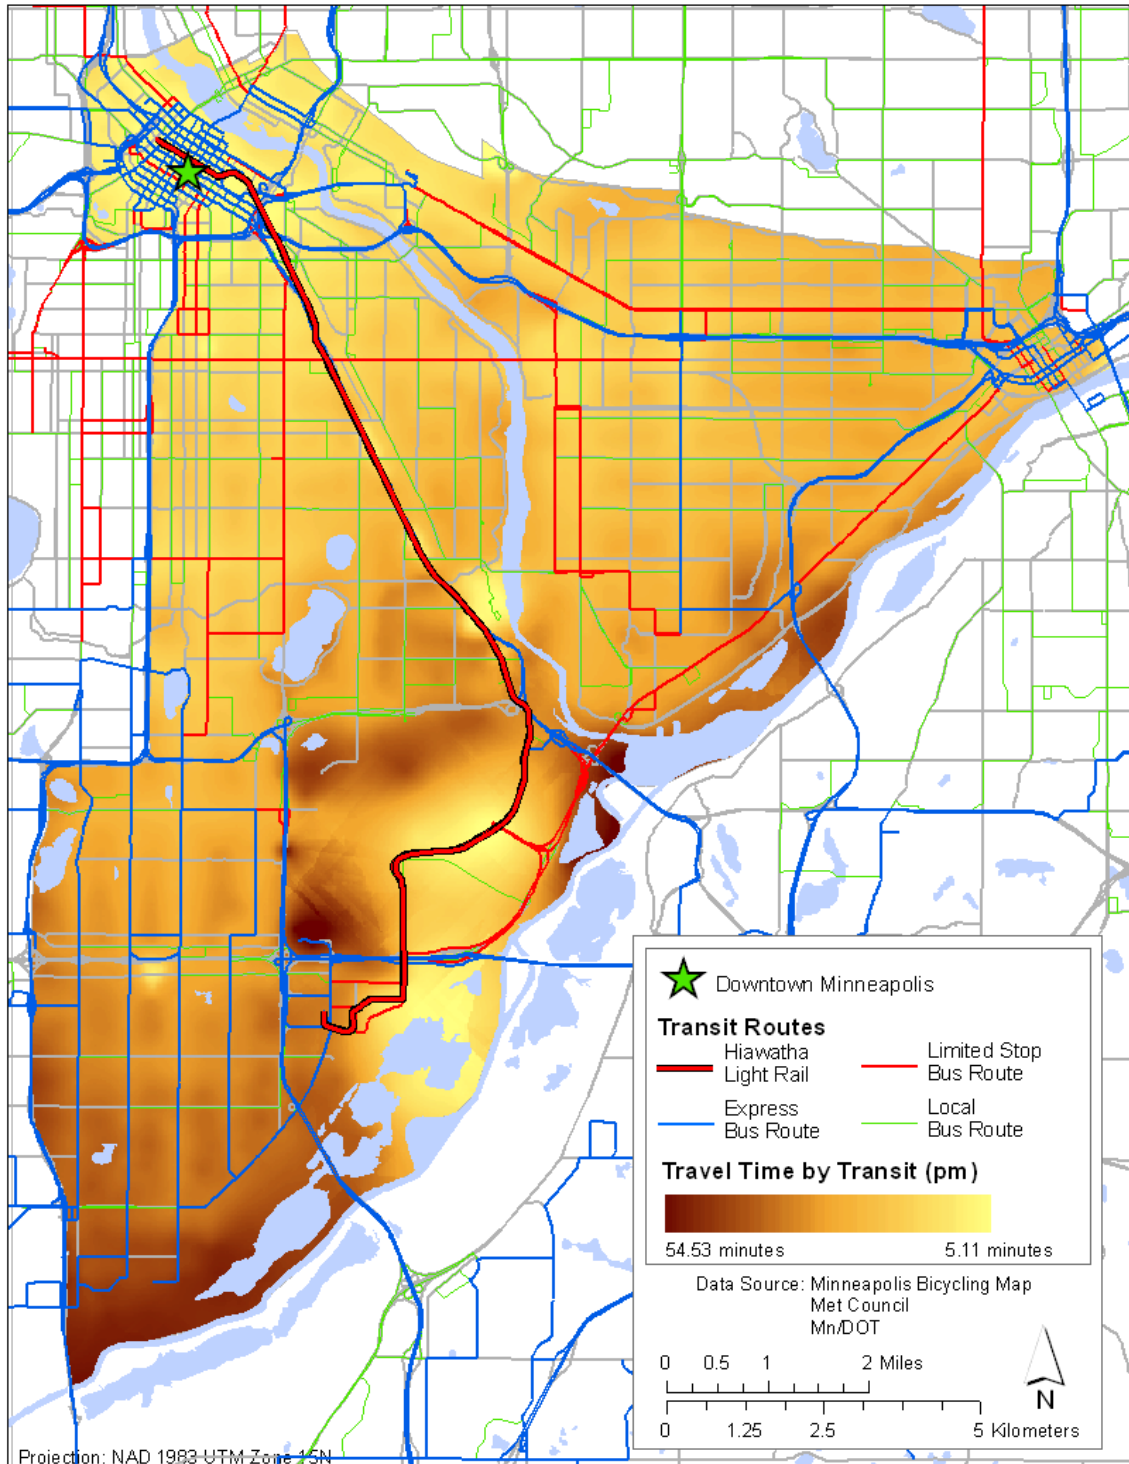 Downtown Minneapolis
Transit Routes
Hiawatha
Light Rail
Limited Stop
Bus Route
Express
Bus Route
Local
Bus Route
Travel Time by Transit (pm)
54.53 minutes
5.11 minutes
Data Source: Minneapolis Bicycling Map
Met Council
Mn/DOT
0 0.5 1 2 Miles
0 1.25 2.5 5 Kilometers
N
Projection: NAD 1983 UTM Zone 15N